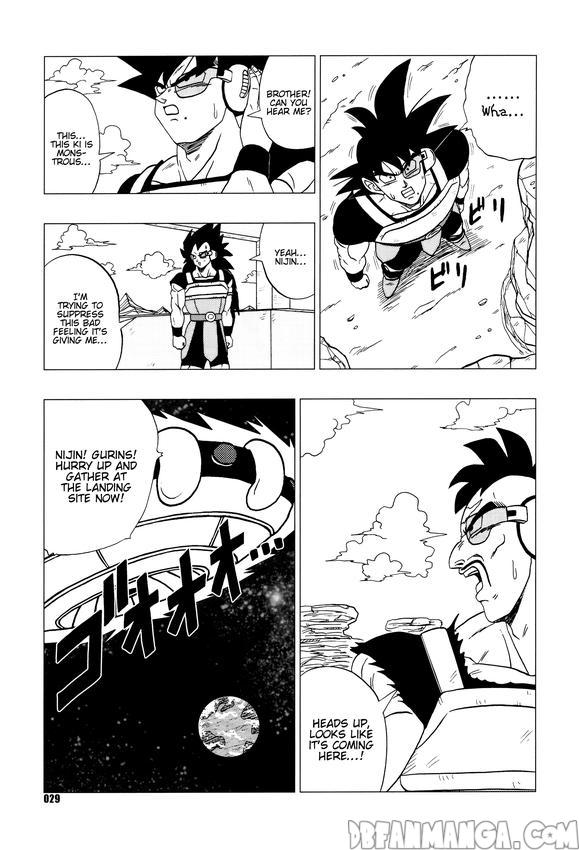 ......
Wha...
ビリ
ビリ
BROTHER!
CAN YOU
HEAR ME?
THIS...
THIS KI IS
MONS-
TROUS...
YEAH...
NIJIN...
I'M
TRYING TO
SUPPRESS
THIS BAD
FEELING IT'S
GIVING ME...
HEADS UP,
LOOKS LIKE
IT'S COMING
HERE...!
NIJIN! GURINS!
HURRY UP AND
GATHER AT
THE LANDING
SITE NOW!
ゴオオオ...
029
DBFANMANGA.COM